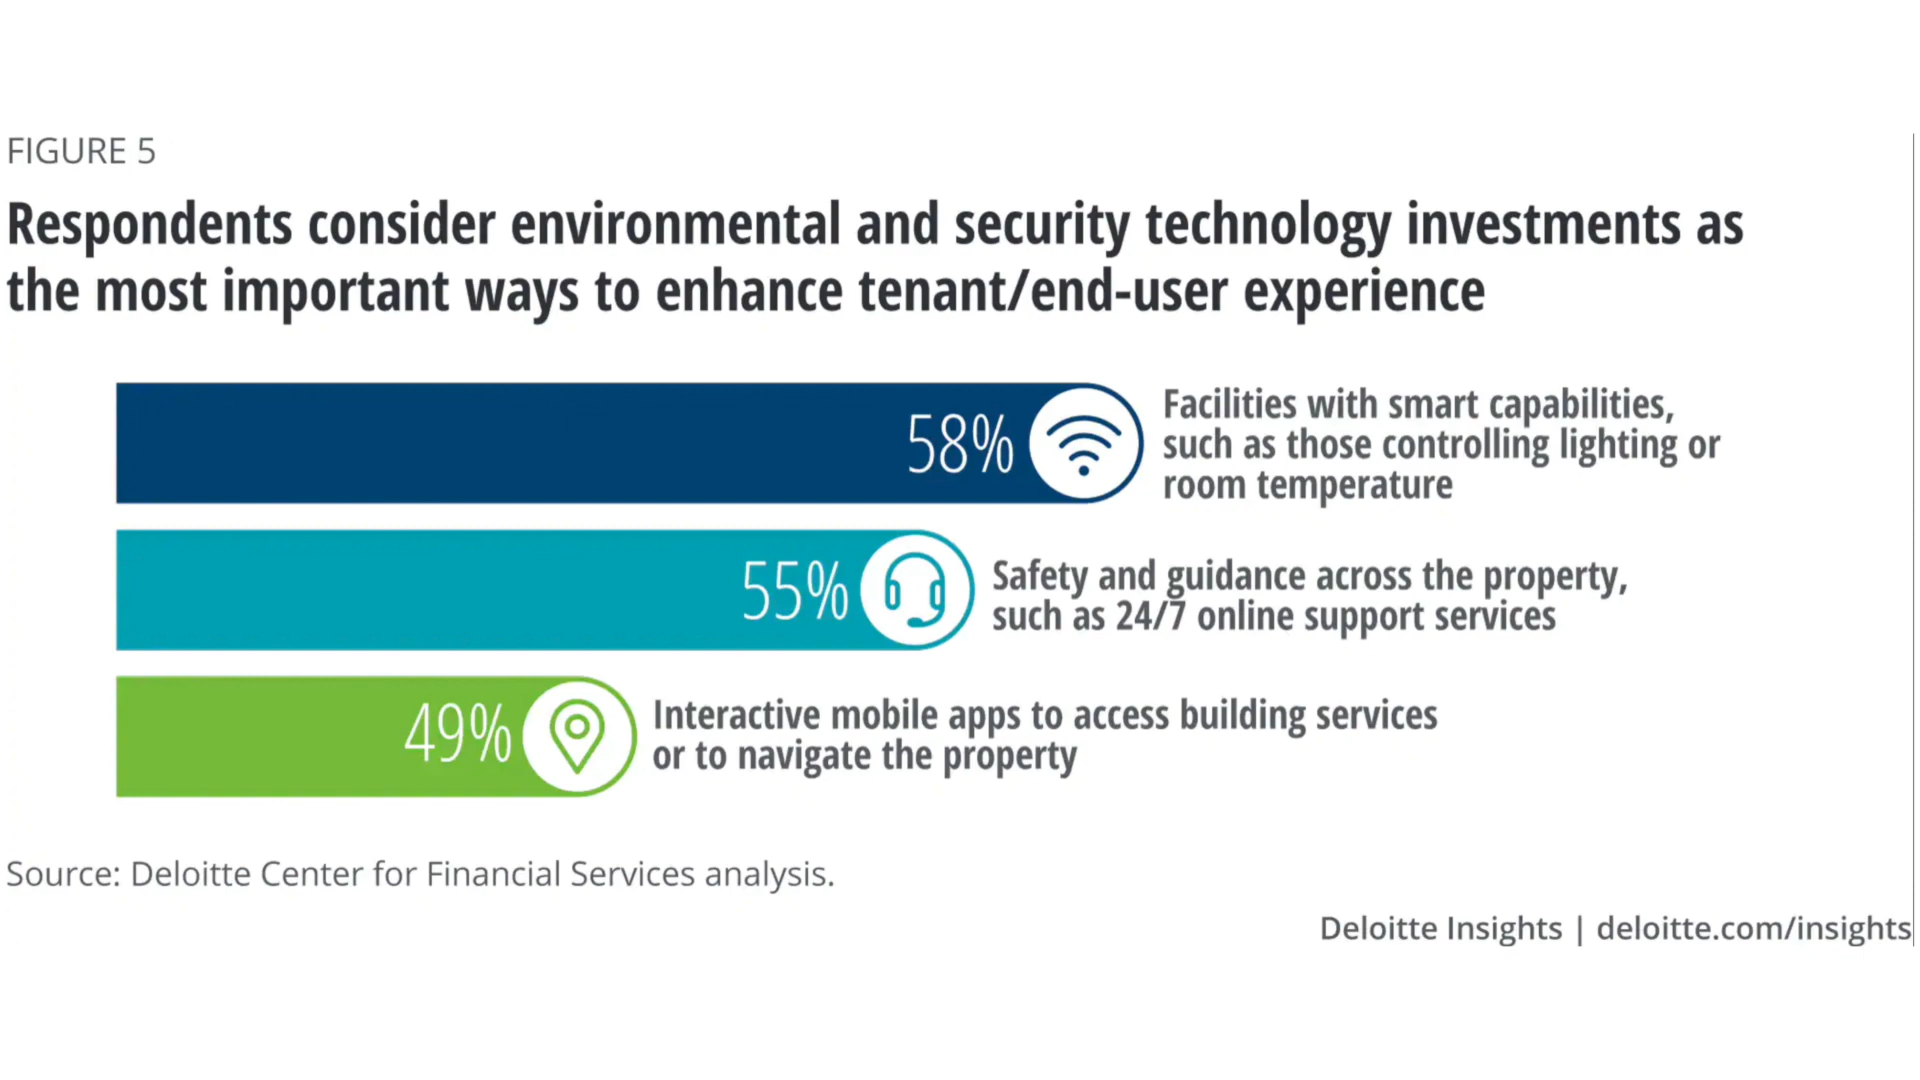 FIGURE 5
Respondents consider environmental and security technology investments as
the most important ways to enhance tenant/end-user experience
58%
Facilities with smart capabilities,
such as those controlling lighting or
room temperature
55%
Safety and guidance across the property,
such as 24/7 online support services
49%
Interactive mobile apps to access building services
or to navigate the property
Source: Deloitte Center for Financial Services analysis.
Deloitte Insights | deloitte.com/insights